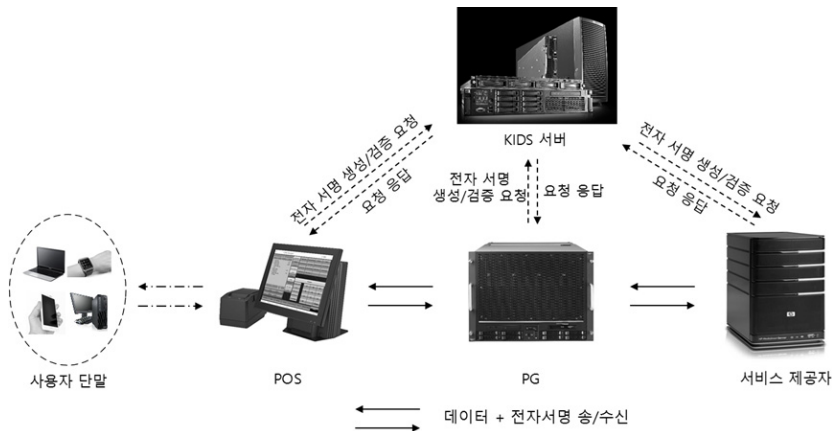 KIDS 서버
전자 서명 생성/검증 요청
요청 응답
전자 서명
생성/검증 요청
요청 응답
전자 서명 생성/검증 요청
요청 응답
사용자 단말
POS
PG
서비스 제공자
데이터 + 전자서명 송/수신